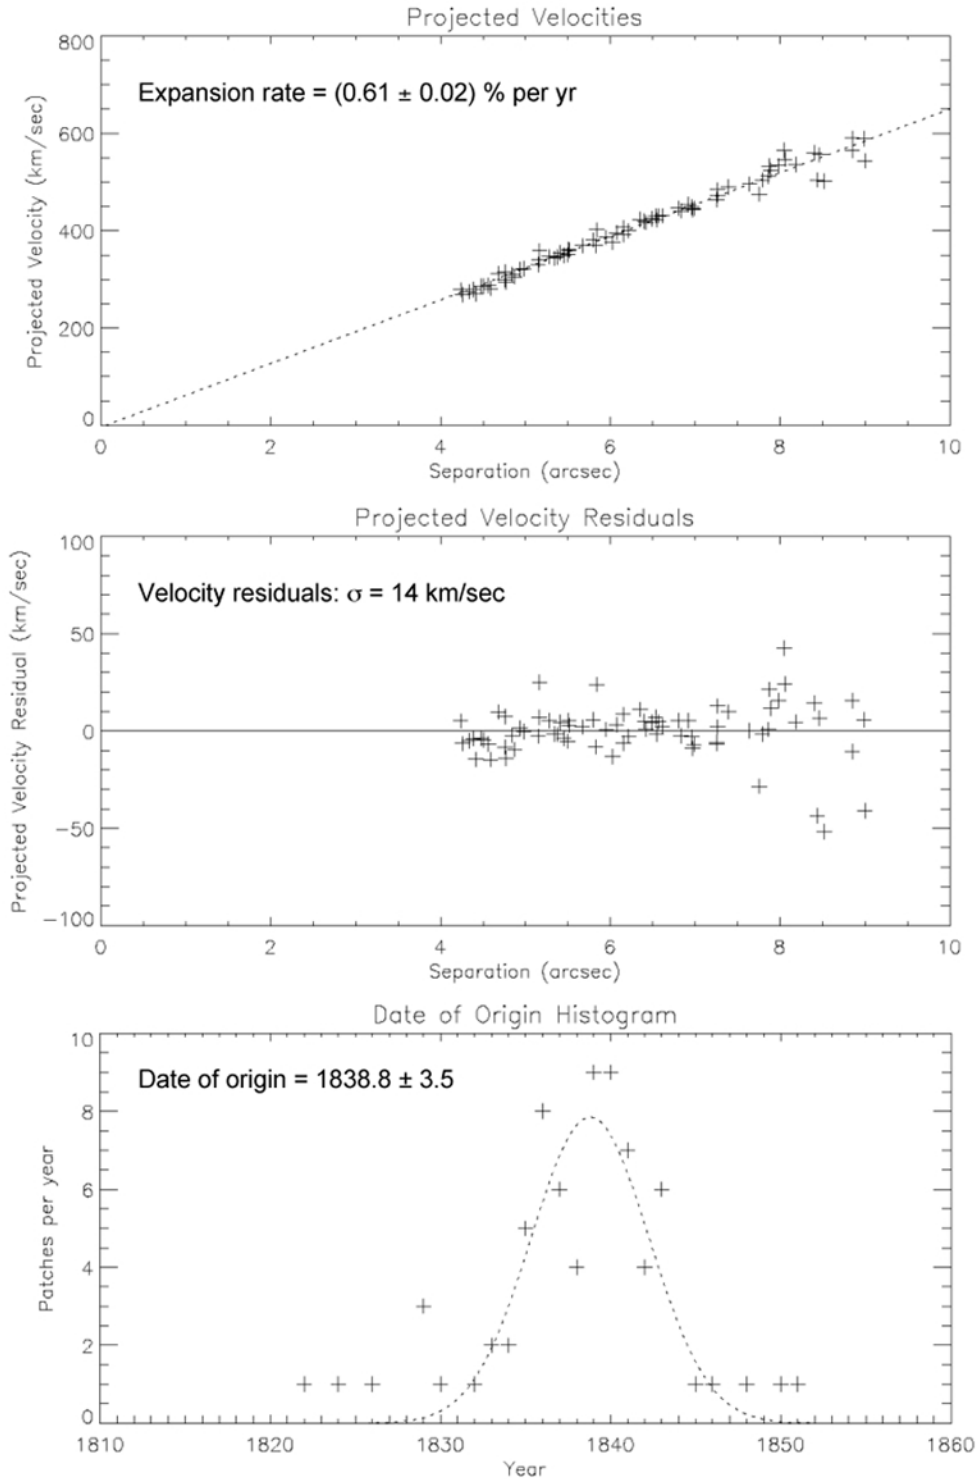 Projected Velocities
800
600
400
200
0
Projected Velocity (km/sec)
Expansion rate = (0.61 ± 0.02) % per yr
0 2 4 6 8 10
Separation (arcsec)
Projected Velocity Residuals
100
50
0
−50
−100
Projected Velocity Residual (km/sec)
Velocity residuals: σ = 14 km/sec
0 2 4 6 8 10
Separation (arcsec)
Date of Origin Histogram
10
8
6
4
2
0
Patches per year
Date of origin = 1838.8 ± 3.5
1810 1820 1830 1840 1850 1860
Year